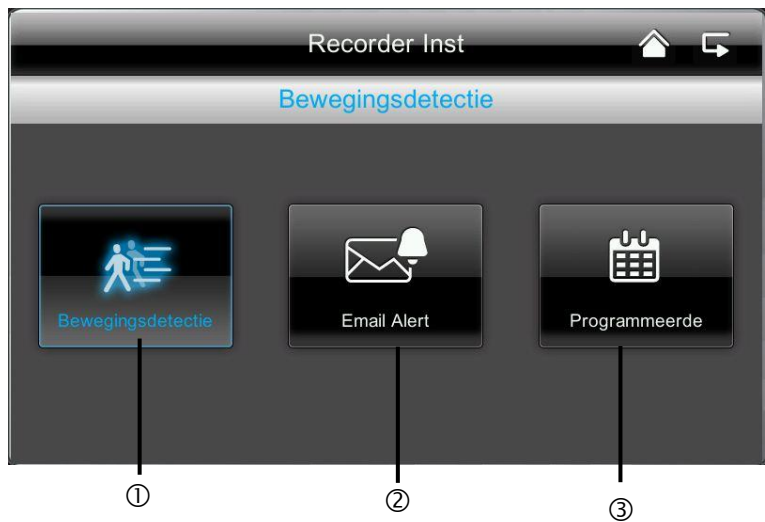 Recorder Inst
Bewegingsdetectie
Bewegingsdetectie
Email Alert
Programmeerde
①
②
③